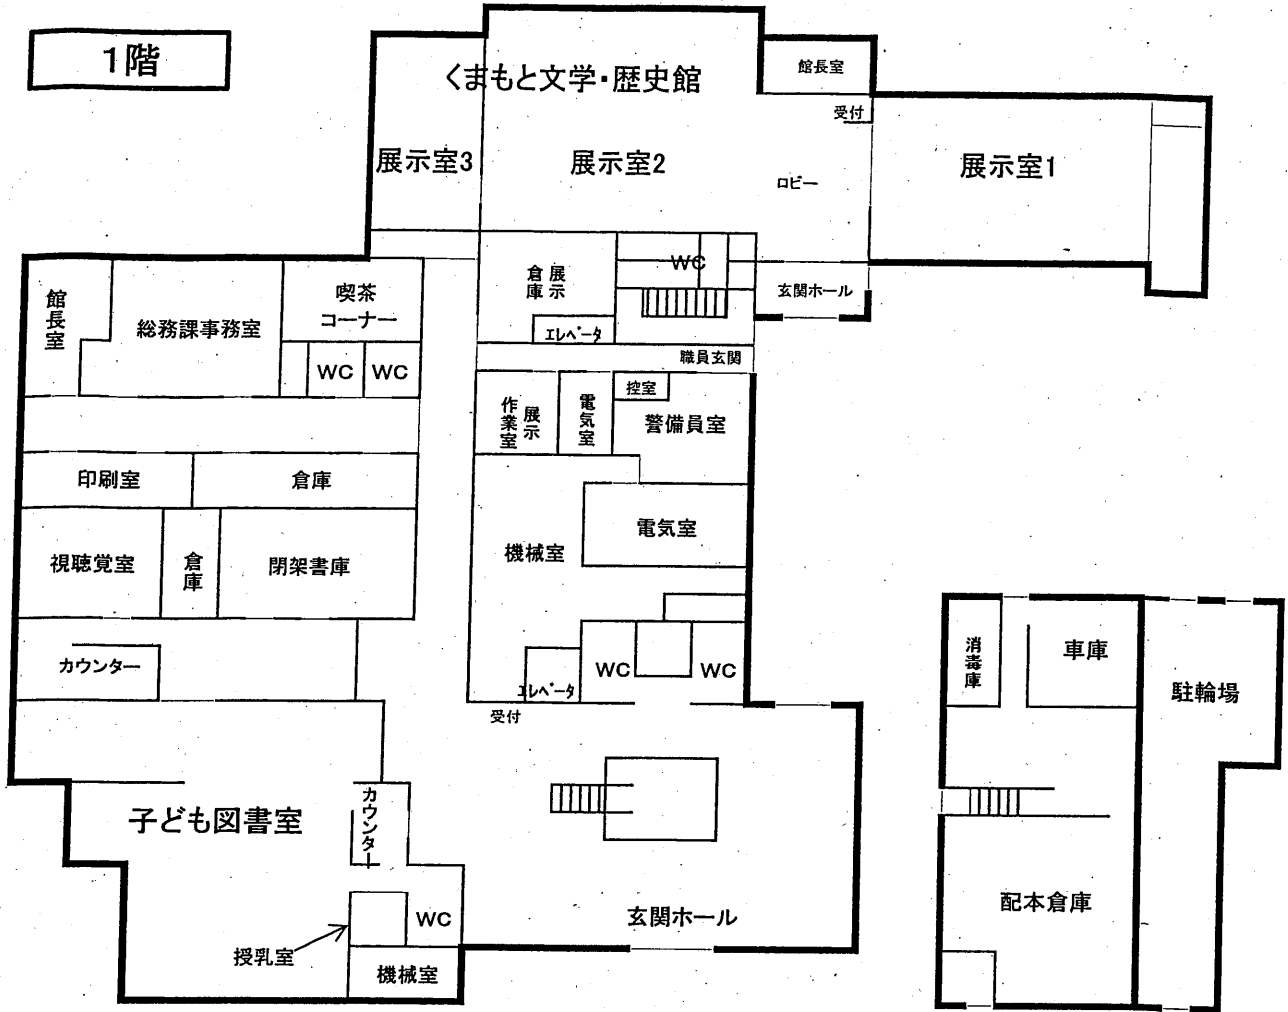 1階
くまもと文学・歴史館
館長室
受付
展示室3
展示室2
ロビー
展示室1
WC
展示
倉庫
エレベータ
玄関ホール
職員玄関
館長室
総務課事務室
喫茶
コーナー
WC
WC
展示
作業室
電気室
控室
警備員室
印刷室
倉庫
電気室
機械室
視聴覚室
倉庫
閉架書庫
カウンター
エレベータ
WC
WC
受付
消毒庫
車庫
駐輪場
子ども図書室
カウンター
WC
玄関ホール
配本倉庫
授乳室
機械室